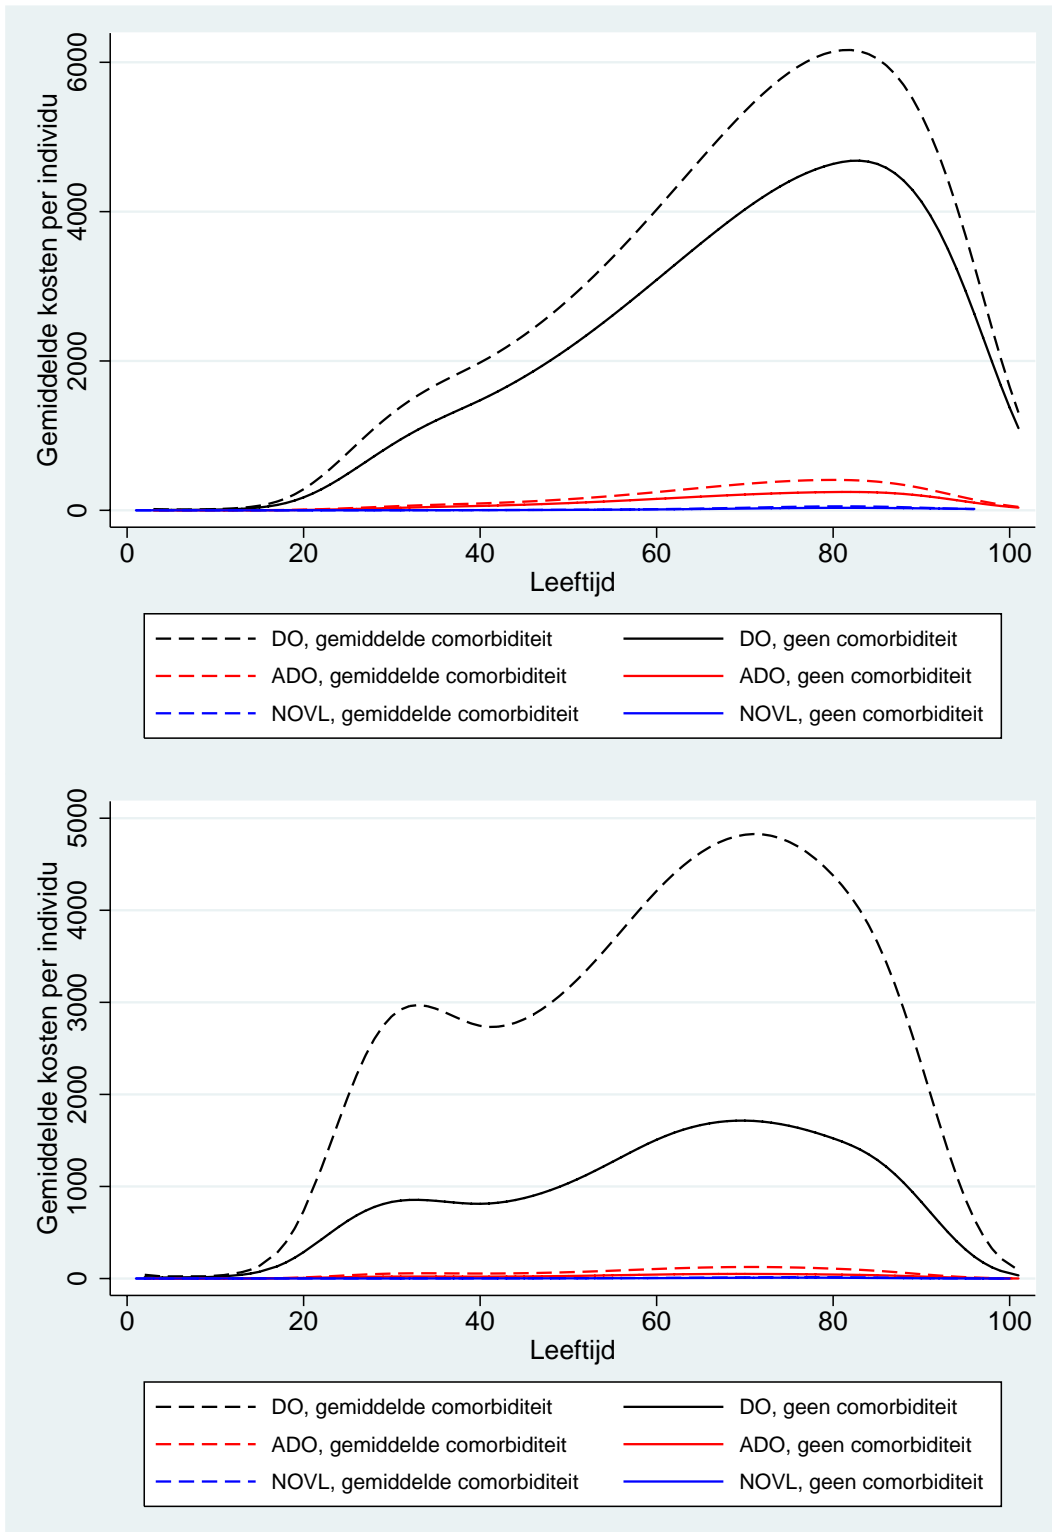 Gemiddelde kosten per individu
6000
4000
2000
0
0 20 40 60 80 100
Leeftijd
DO, gemiddelde comorbiditeit DO, geen comorbiditeit
ADO, gemiddelde comorbiditeit ADO, geen comorbiditeit
NOVL, gemiddelde comorbiditeit NOVL, geen comorbiditeit
Gemiddelde kosten per individu
5000
4000
3000
2000
1000
0
0 20 40 60 80 100
Leeftijd
DO, gemiddelde comorbiditeit DO, geen comorbiditeit
ADO, gemiddelde comorbiditeit ADO, geen comorbiditeit
NOVL, gemiddelde comorbiditeit NOVL, geen comorbiditeit